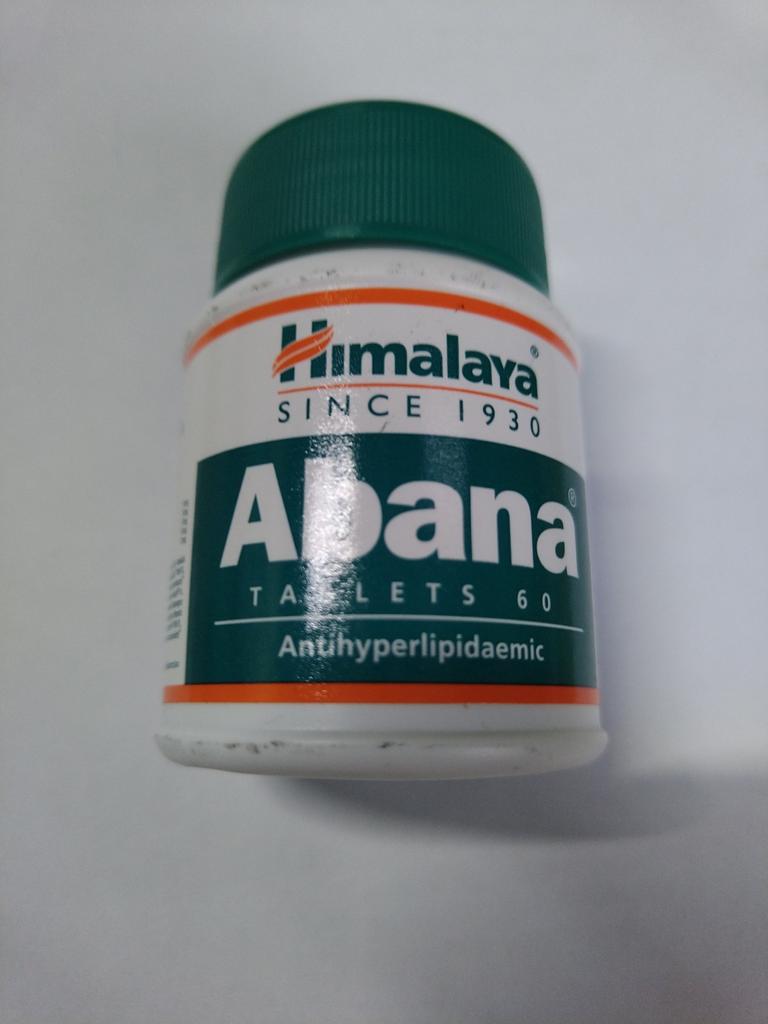 Himalaya®
SINCE 1930
Abana®
TABLETS 60
Antihyperlipidaemic